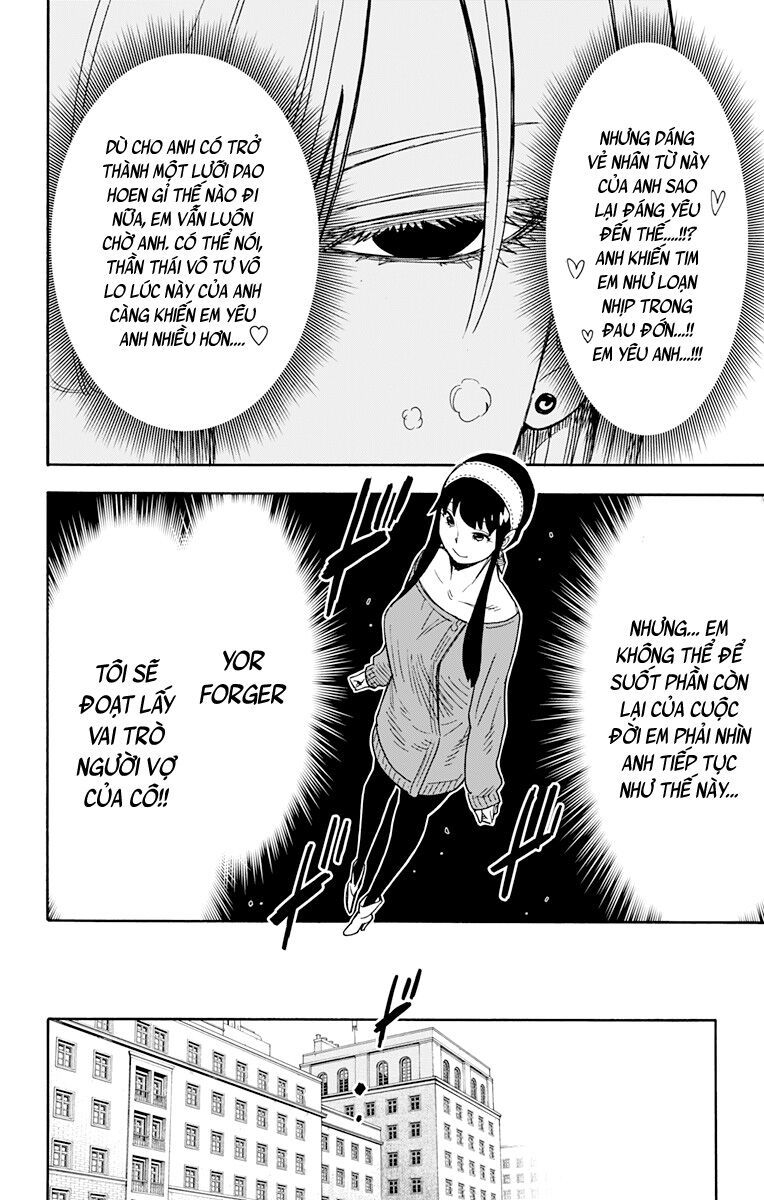 NHƯNG DÁNG
VẺ NHÂN TỪ NÀY
CỦA ANH SAO
LẠI ĐÁNG YÊU
ĐẾN THẾ....!!?
ANH KHIẾN TIM
EM NHƯ LOẠN
NHỊP TRONG
ĐAU ĐỚN...!!
EM YÊU ANH...!!!
DÙ CHO ANH CÓ TRỞ
THÀNH MỘT LƯỠI DAO
HOEN GỈ THẾ NÀO ĐI
NỮA, EM VẪN LUÔN
CHỜ ANH. CÓ THỂ NÓI,
THẦN THÁI VÔ TƯ VÔ
LO LÚC NÀY CỦA ANH
CÀNG KHIẾN EM YÊU
ANH NHIỀU HƠN.... ♡
NHƯNG... EM
KHÔNG THỂ ĐỂ
SUỐT PHẦN CÒN
LẠI CỦA CUỘC
ĐỜI EM PHẢI NHÌN
ANH TIẾP TỤC
NHƯ THẾ NÀY...
YOR
FORGER
TÔI SẼ
ĐOẠT LẤY
VAI TRÒ
NGƯỜI VỢ
CỦA CÔ!!